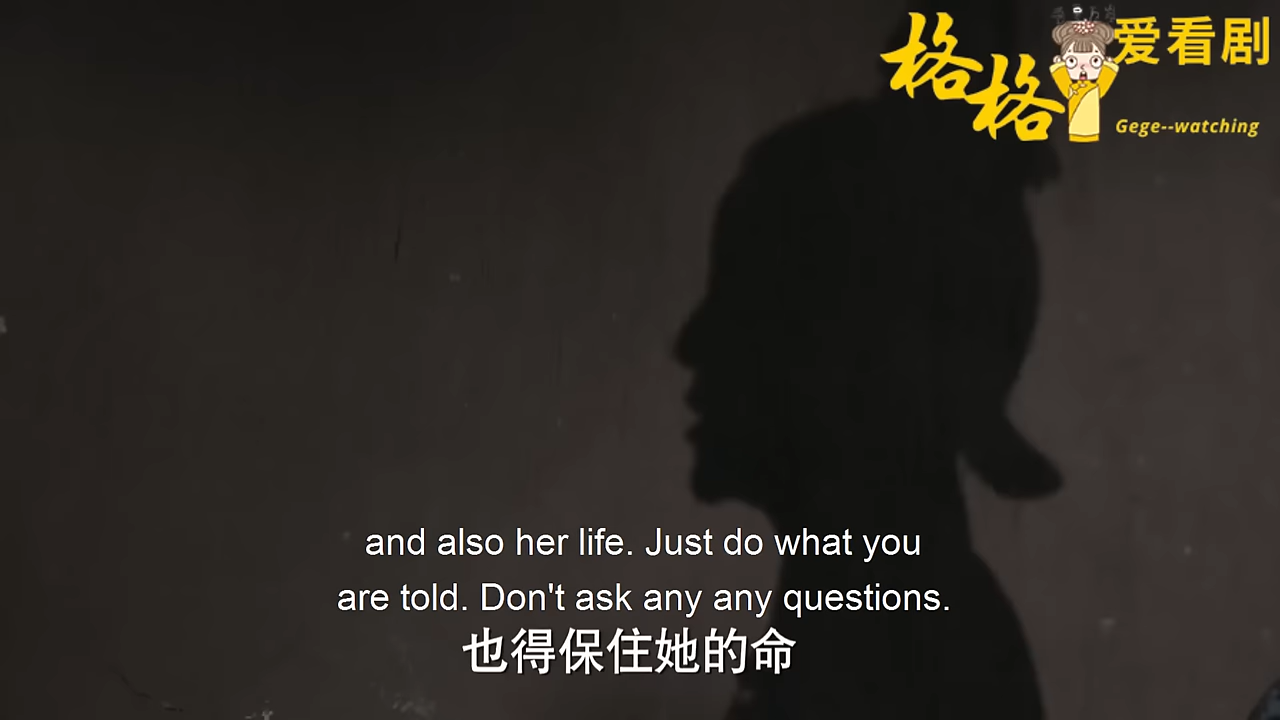 格格
爱看剧
Gege--watching
and also her life. Just do what you
are told. Don't ask any any questions.
也得保住她的命